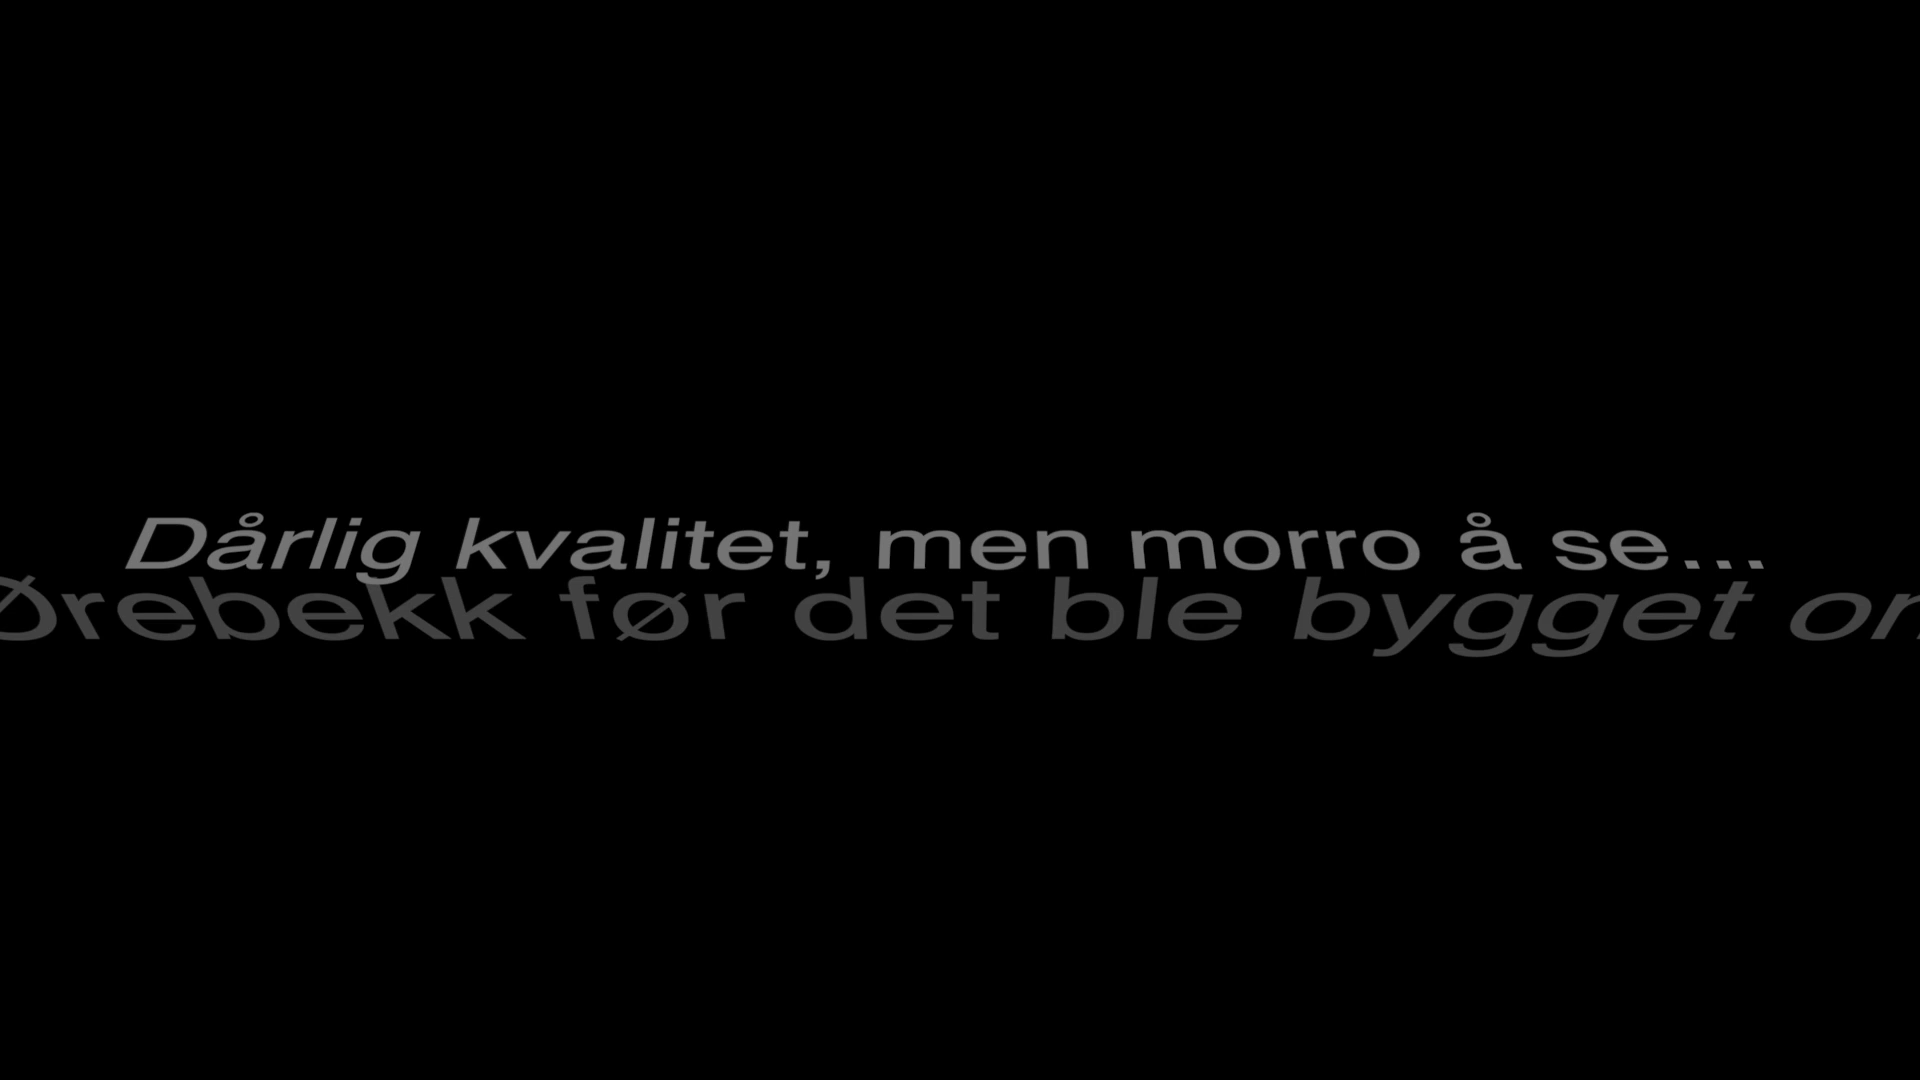 Dårlig kvalitet, men morro å se...
Ørebekk før det ble bygget